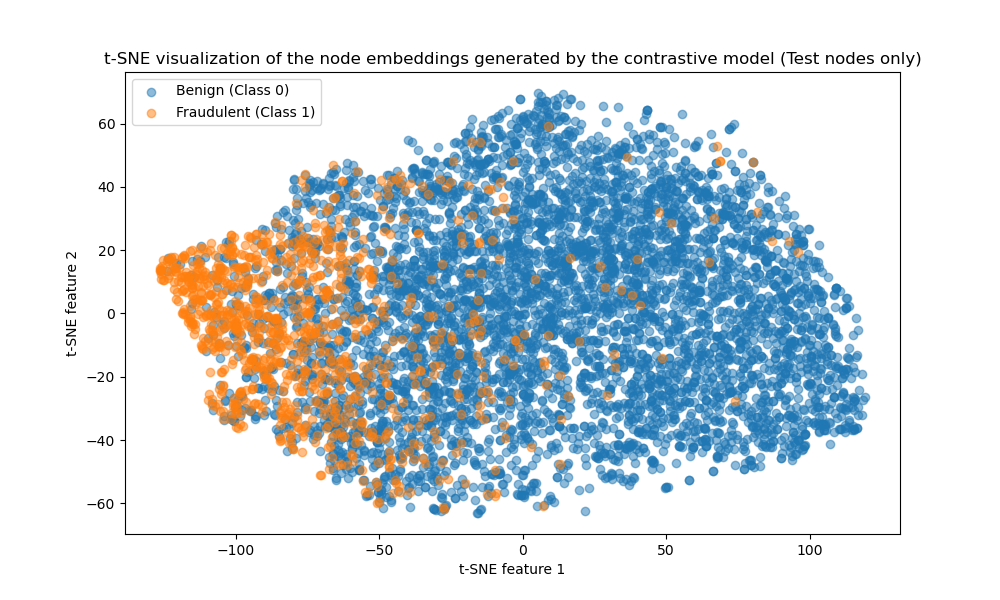 t-SNE visualization of the node embeddings generated by the contrastive model (Test nodes only)
Benign (Class 0)
Fraudulent (Class 1)
60
40
20
0
−20
−40
−60
t-SNE feature 2
−100
−50
0
50
100
t-SNE feature 1